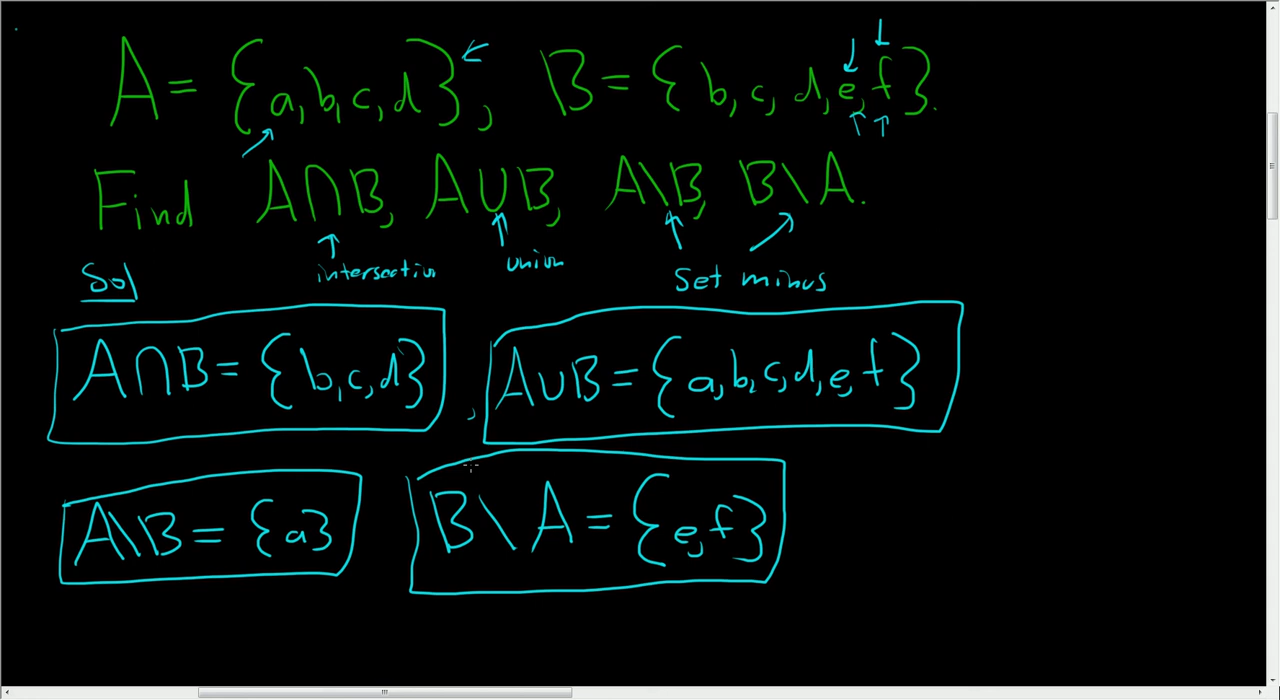 A = {a, b, c, d}, B = {b, c, d, e, f}.
Find A∩B, A∪B, A\B, B\A.
intersection union Set minus
Sol
A∩B = {b, c, d}, A∪B = {a, b, c, d, e, f}
A\B = {a} B\A = {e, f}